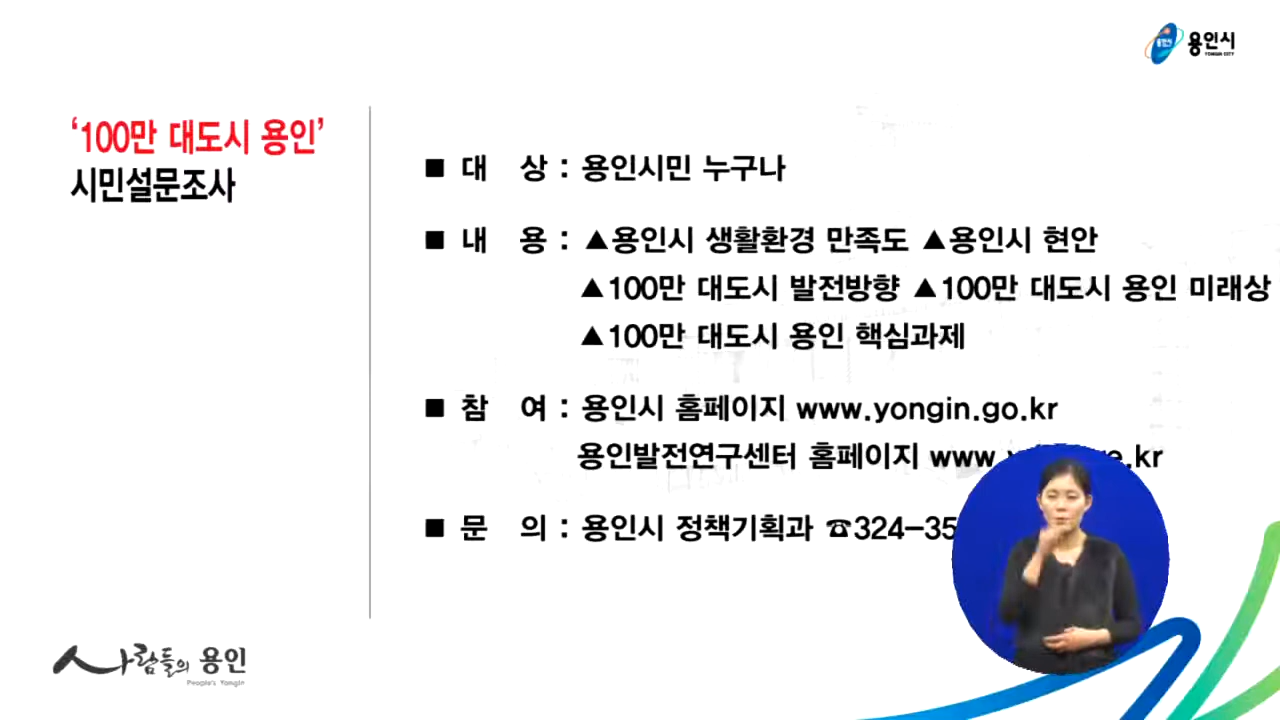 용인시
YONGIN CITY
‘100만 대도시 용인’
시민설문조사
■ 대 상 : 용인시민 누구나
■ 내 용 : ▲용인시 생활환경 만족도 ▲용인시 현안
▲100만 대도시 발전방향 ▲100만 대도시 용인 미래상
▲100만 대도시 용인 핵심과제
■ 참 여 : 용인시 홈페이지 www.yongin.go.kr
용인발전연구센터 홈페이지 www
■ 문 의 : 용인시 정책기획과 ☎324-35
사람들의 용인
People's Yongin